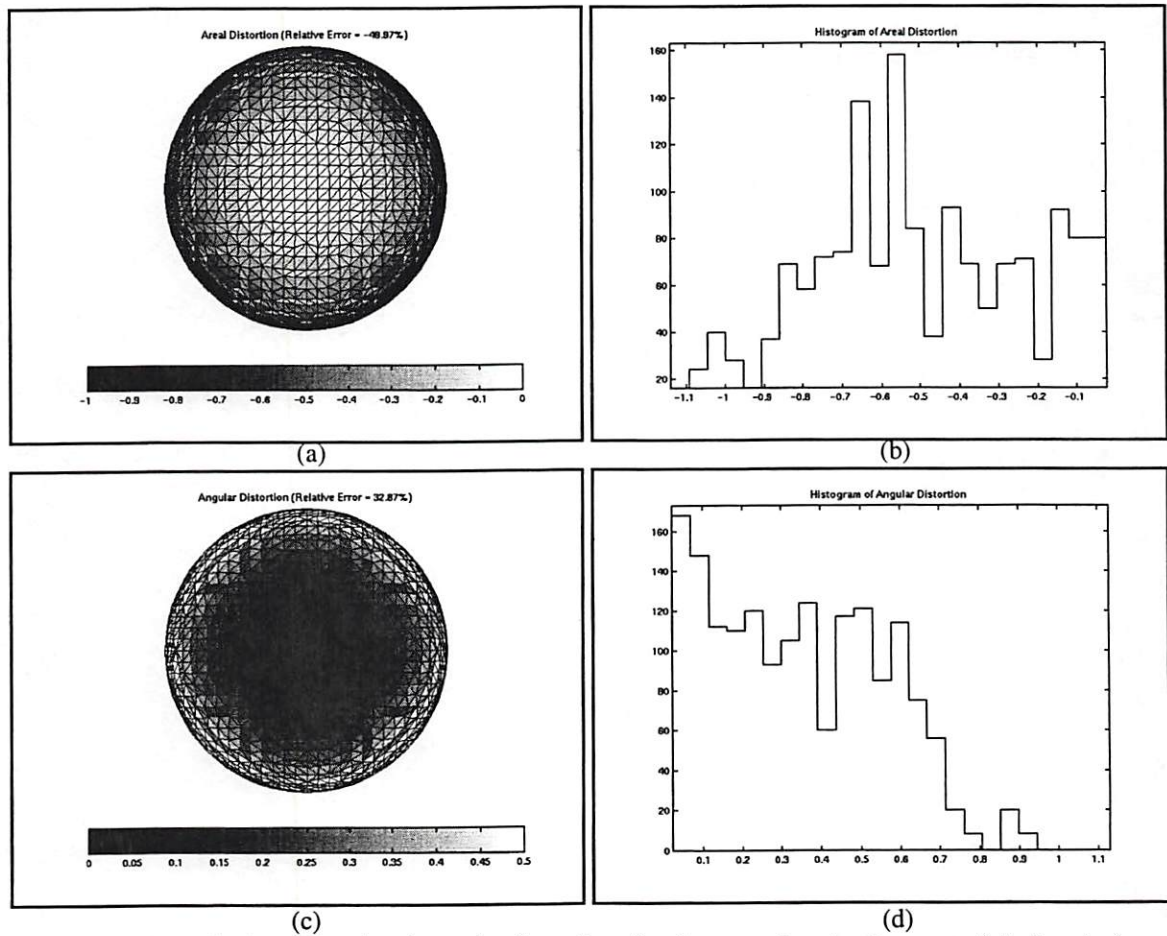 Areal Distortion (Relative Error = -48.97%)
-1 -0.9 -0.8 -0.7 -0.6 -0.5 -0.4 -0.3 -0.2 -0.1 0
(a)
Histogram of Areal Distortion
160
140
120
100
80
60
40
20
-1.1 -1 -0.9 -0.8 -0.7 -0.6 -0.5 -0.4 -0.3 -0.2 -0.1
(b)
Angular Distortion (Relative Error = 32.87%)
0 0.05 0.1 0.15 0.2 0.25 0.3 0.35 0.4 0.45 0.5
(c)
Histogram of Angular Distortion
160
140
120
100
80
60
40
20
0
0.1 0.2 0.3 0.4 0.5 0.6 0.7 0.8 0.9 1 1.1
(d)